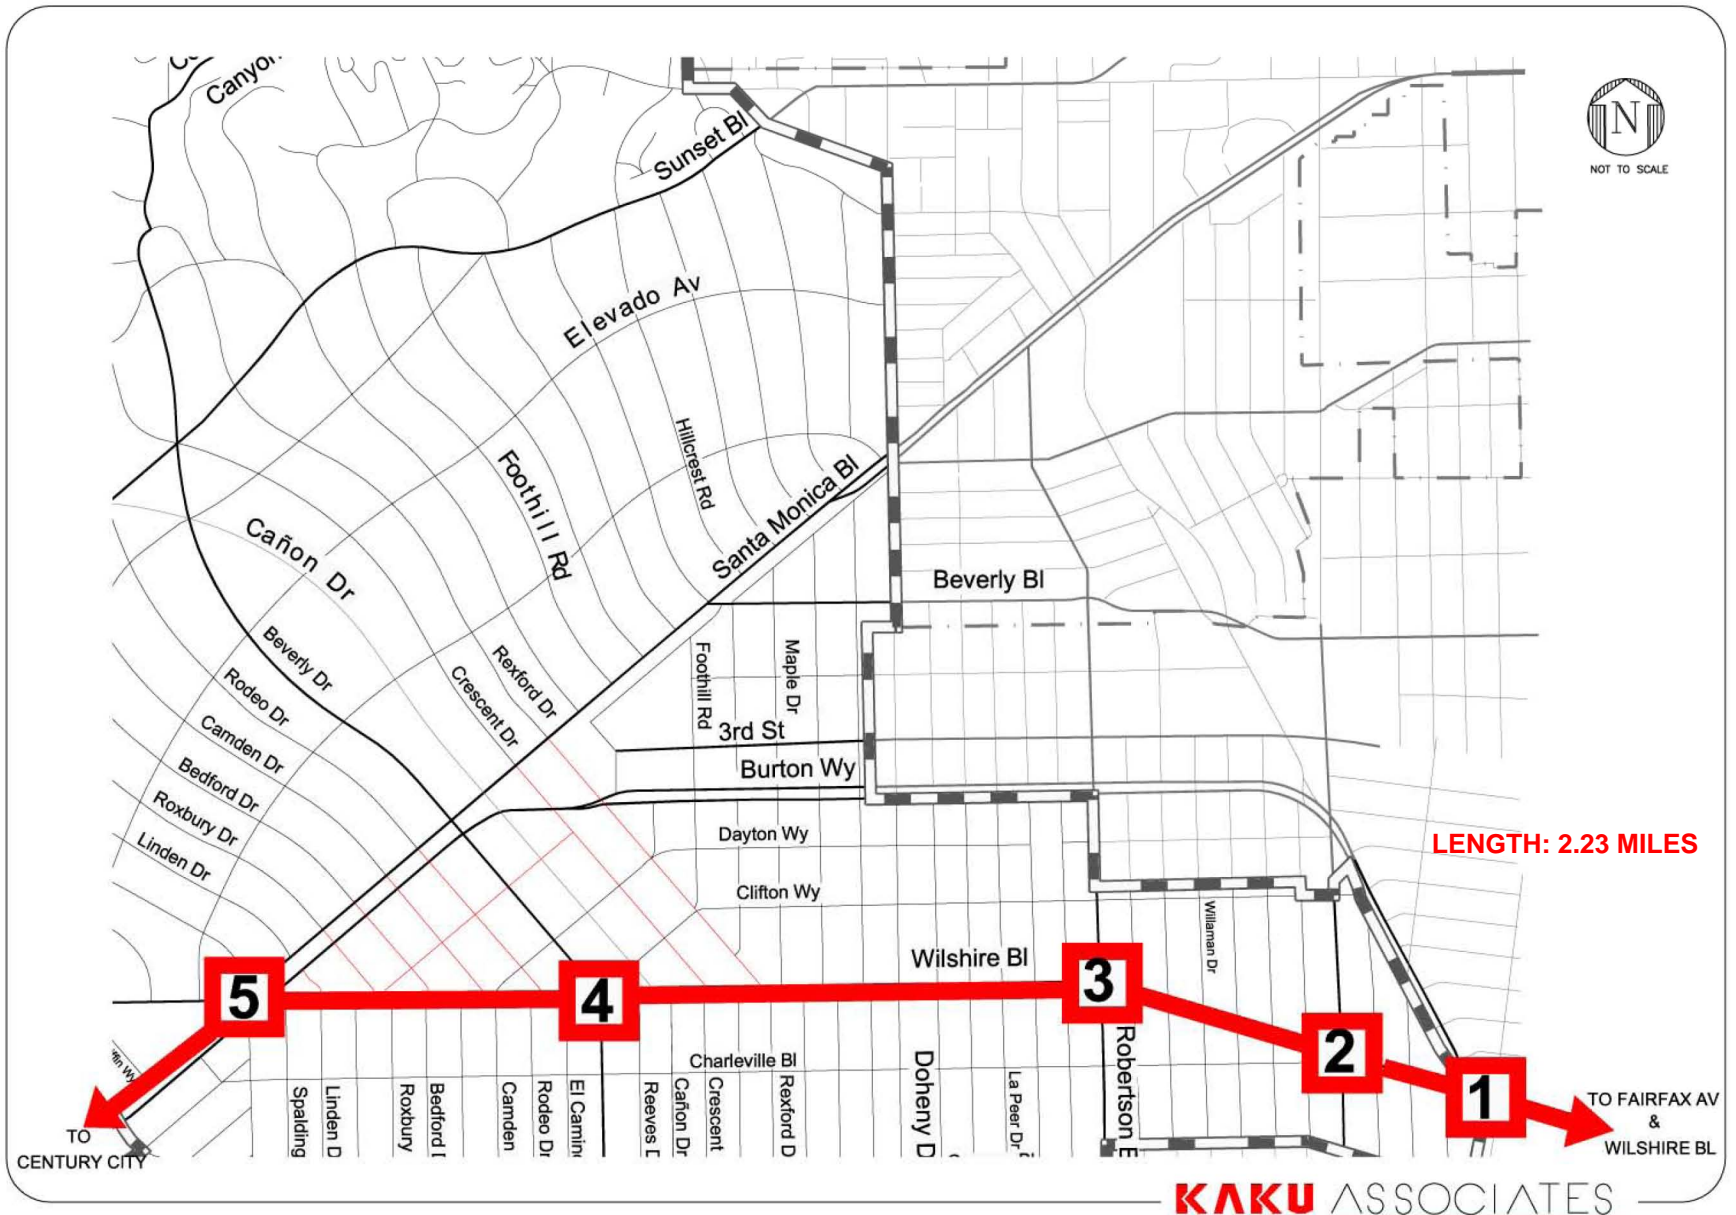 Canyon
Sunset Bl
N
NOT TO SCALE
Elevado Av
Hillcrest Rd
Foothill Rd
Santa Monica Bl
Cañon Dr
Beverly Bl
Beverly Dr
Rexford Dr
Crescent Dr
Foothill Rd
Maple Dr
Rodeo Dr
Camden Dr
Bedford Dr
Roxbury Dr
Linden Dr
3rd St
Burton Wy
Dayton Wy
Clifton Wy
LENGTH: 2.23 MILES
Willaman Dr
Wilshire Bl
5
4
3
2
1
Charleville Bl
Spalding
Linden D
Roxbury
Bedford D
Camden
Rodeo Dr
El Camino
Reeves D
Cañon Dr
Crescent
Rexford D
Doheny D
La Peer Dr
Robertson B
TO
CENTURY CITY
TO FAIRFAX AV
&
WILSHIRE BL
KAKU ASSOCIATES